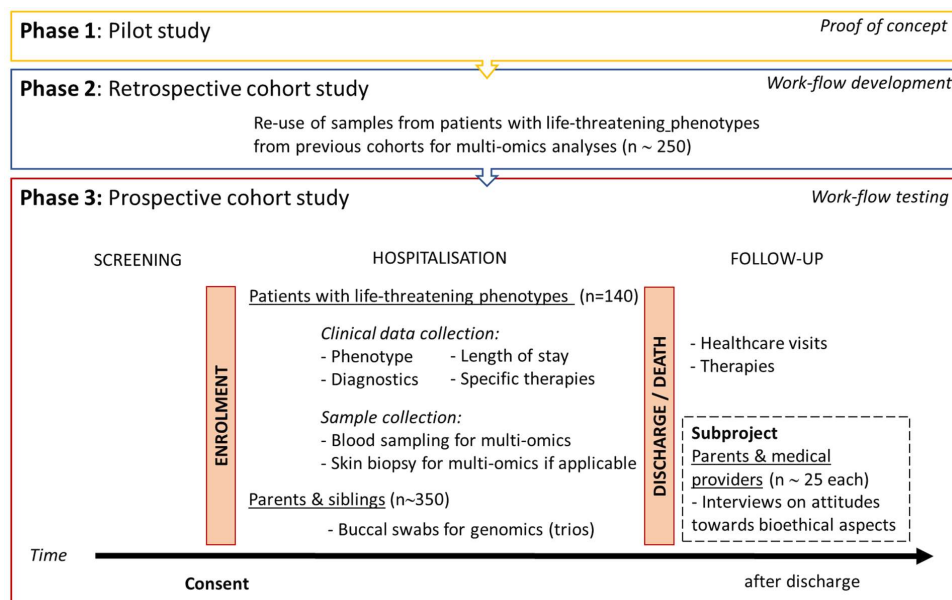 Phase 1: Pilot study
Proof of concept
Phase 2: Retrospective cohort study
Work-flow development
Re-use of samples from patients with life-threatening phenotypes
from previous cohorts for multi-omics analyses (n ~ 250)
Phase 3: Prospective cohort study
Work-flow testing
SCREENING
HOSPITALISATION
FOLLOW-UP
ENROLMENT
Patients with life-threatening phenotypes (n=140)
Clinical data collection:
- Phenotype - Length of stay
- Diagnostics - Specific therapies
Sample collection:
- Blood sampling for multi-omics
- Skin biopsy for multi-omics if applicable
Parents & siblings (n~350)
- Buccal swabs for genomics (trios)
DISCHARGE / DEATH
- Healthcare visits
- Therapies
Subproject
Parents & medical
providers (n ~ 25 each)
- Interviews on attitudes
towards bioethical aspects
Time
Consent
after discharge